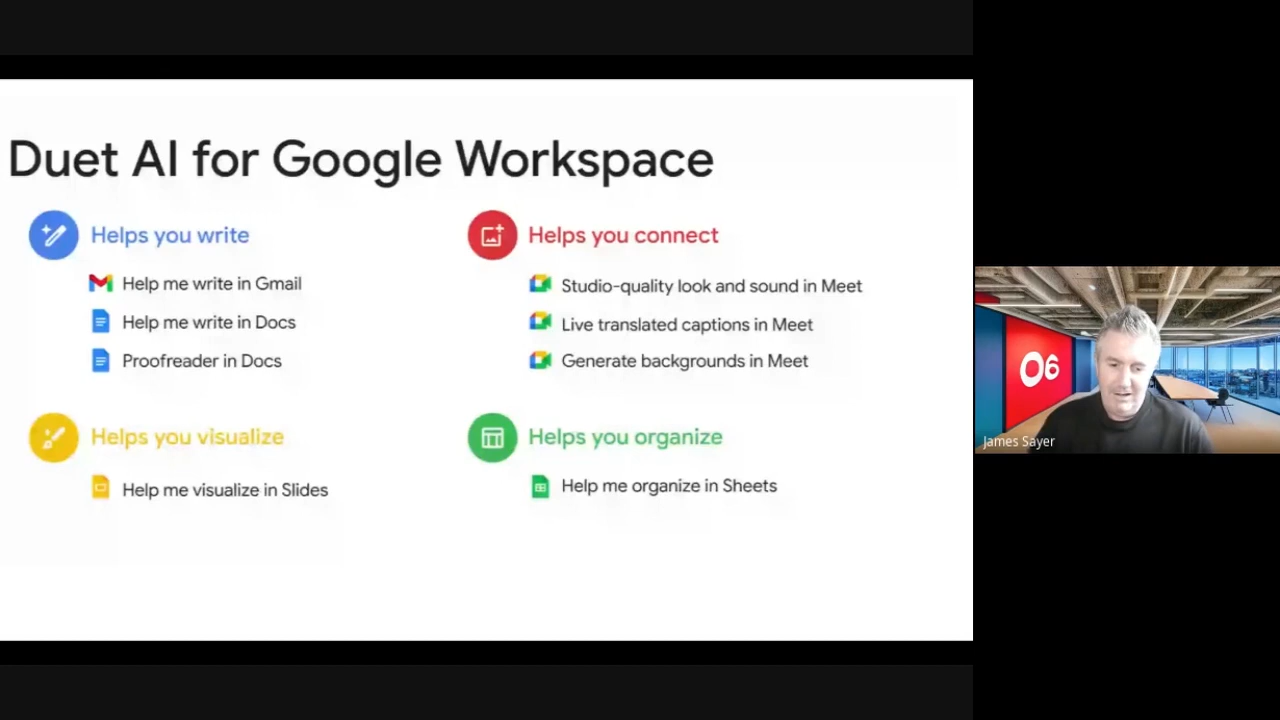 Duet AI for Google Workspace
Helps you write
Help me write in Gmail
Help me write in Docs
Proofreader in Docs
Helps you connect
Studio-quality look and sound in Meet
Live translated captions in Meet
Generate backgrounds in Meet
Helps you visualize
Help me visualize in Slides
Helps you organize
Help me organize in Sheets
O6
James Sayer